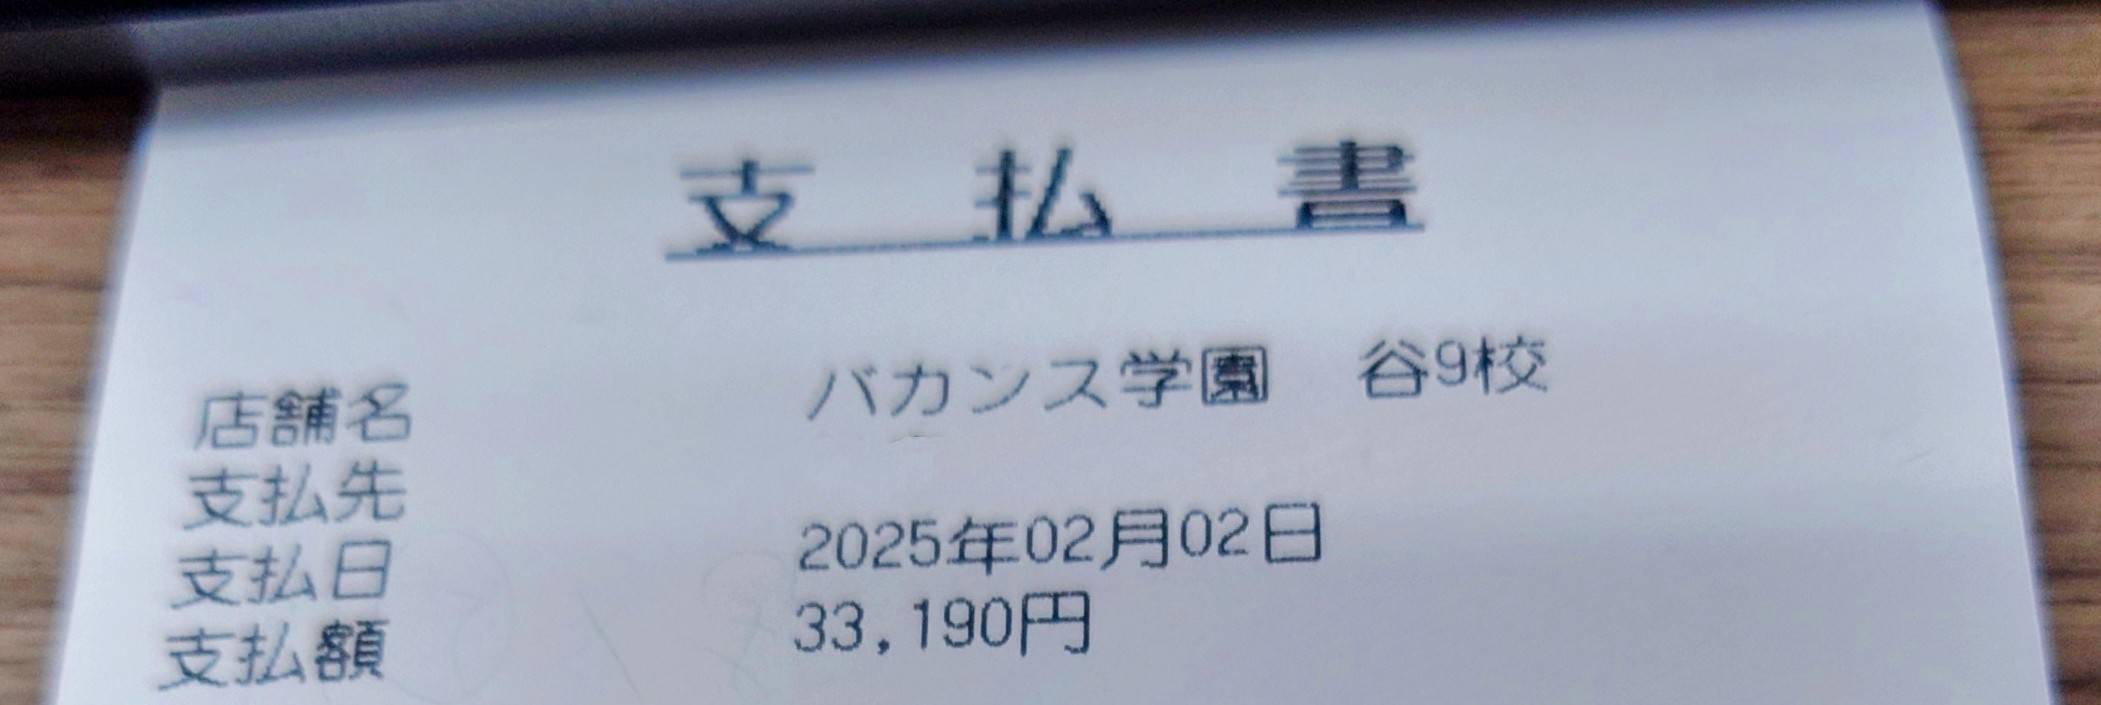 支 払 書
店舗名 バカンス学園 谷9校
支払先
支払日 2025年02月02日
支払額 33,190円